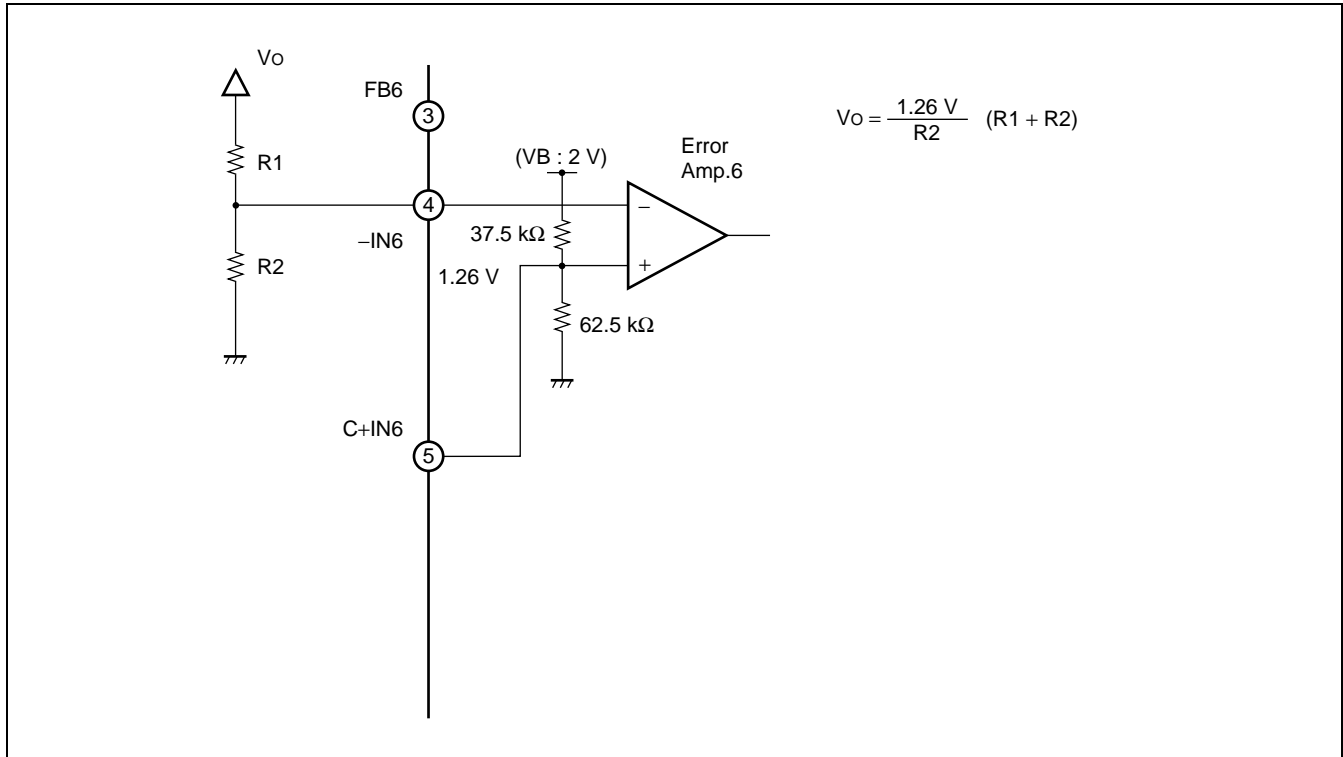 Vo
FB6
3
R1
(VB : 2 V)
Error
Amp.6
Vo = 1.26 V / R2 (R1 + R2)
4
−
−IN6
37.5 kΩ
R2
1.26 V
+
62.5 kΩ
C+IN6
5